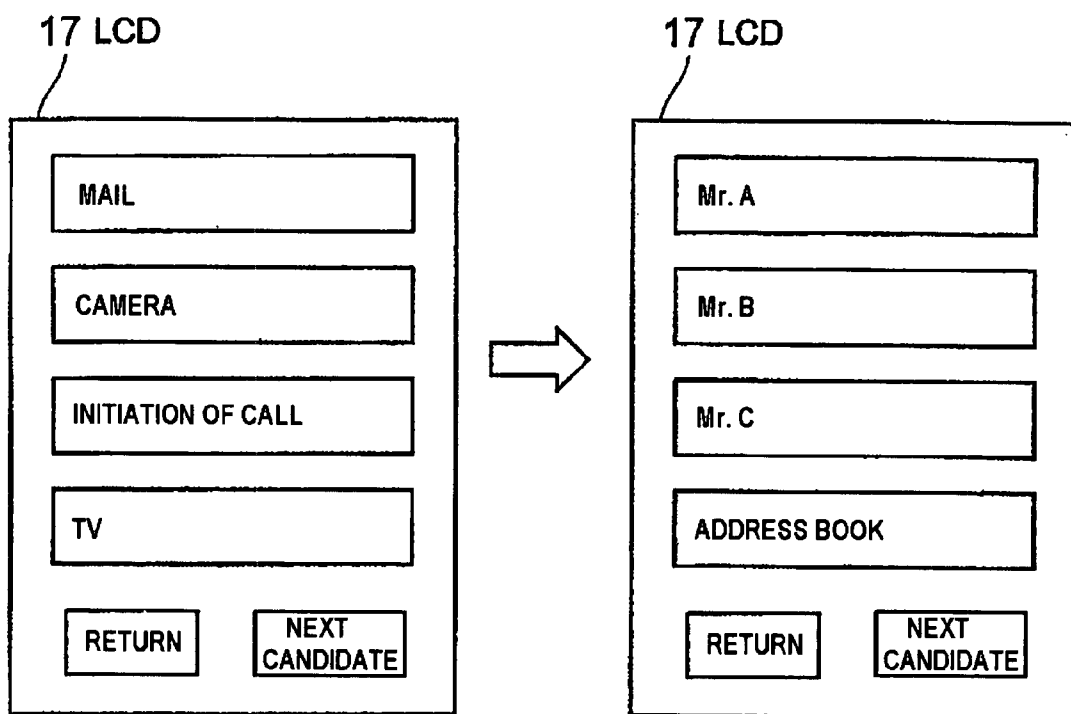 17 LCD
MAIL
CAMERA
INITIATION OF CALL
TV
RETURN
NEXT
CANDIDATE
17 LCD
Mr. A
Mr. B
Mr. C
ADDRESS BOOK
RETURN
NEXT
CANDIDATE